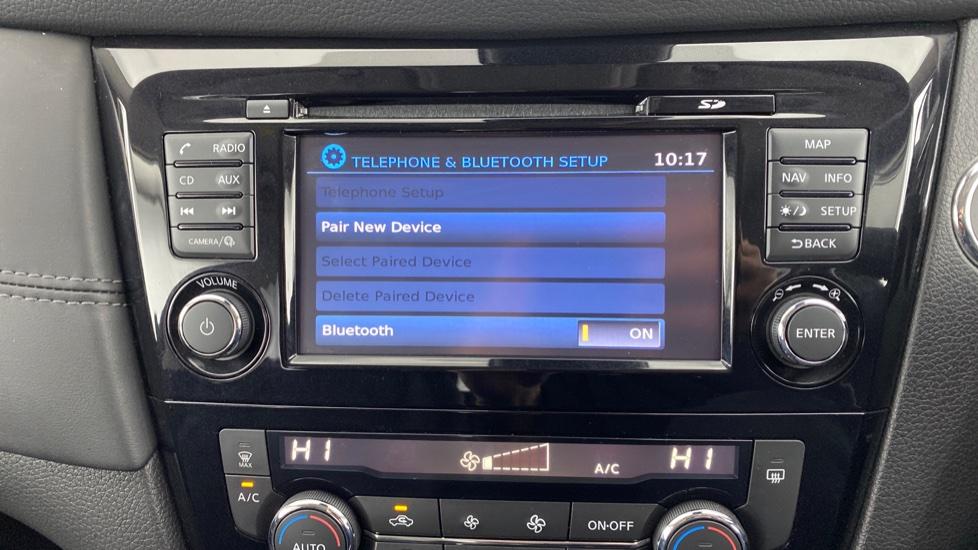 SD
RADIO
CD AUX
CAMERA/
VOLUME
TELEPHONE & BLUETOOTH SETUP 10:17
Telephone Setup
Pair New Device
Select Paired Device
Delete Paired Device
Bluetooth ON
MAP
NAV INFO
SETUP
BACK
ENTER
HI A/C HI
MAX
A/C
AUTO
ON·OFF